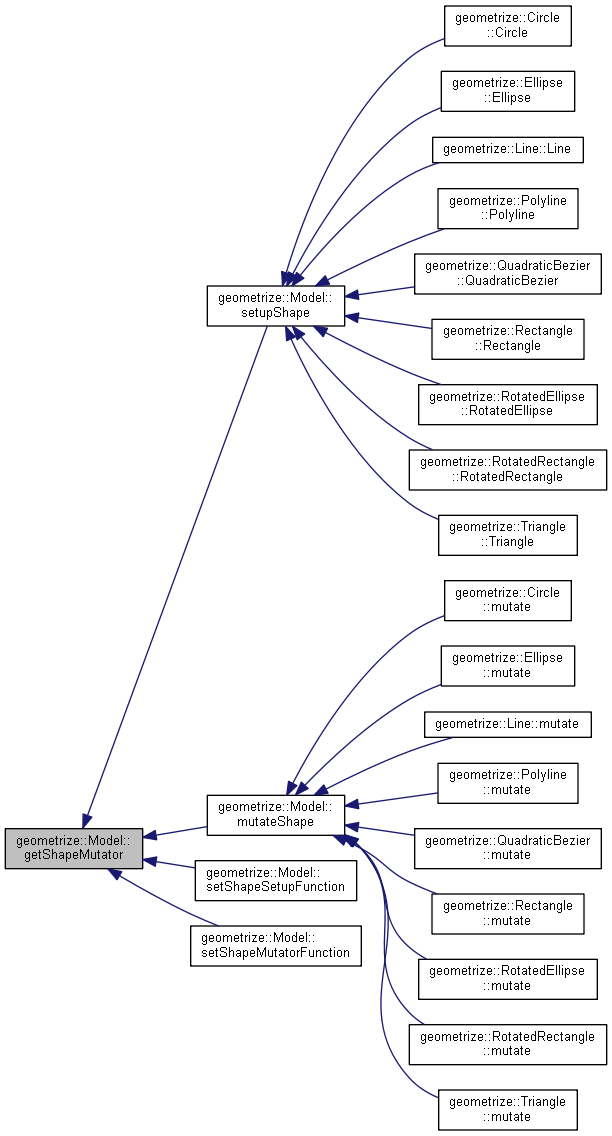 geometrize::Circle
::Circle
geometrize::Ellipse
::Ellipse
geometrize::Line::Line
geometrize::Polyline
::Polyline
geometrize::QuadraticBezier
::QuadraticBezier
geometrize::Model::
setupShape
geometrize::Rectangle
::Rectangle
geometrize::RotatedEllipse
::RotatedEllipse
geometrize::RotatedRectangle
::RotatedRectangle
geometrize::Triangle
::Triangle
geometrize::Circle
::mutate
geometrize::Ellipse
::mutate
geometrize::Line::mutate
geometrize::Polyline
::mutate
geometrize::Model::
mutateShape
geometrize::Model::
getShapeMutator
geometrize::QuadraticBezier
::mutate
geometrize::Model::
setShapeSetupFunction
geometrize::Rectangle
::mutate
geometrize::Model::
setShapeMutatorFunction
geometrize::RotatedEllipse
::mutate
geometrize::RotatedRectangle
::mutate
geometrize::Triangle
::mutate